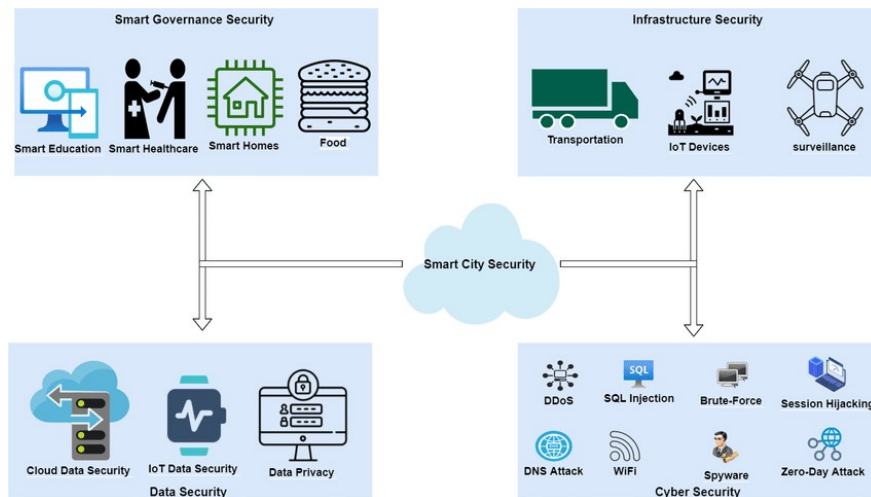 Smart Governance Security
Smart Education
Smart Healthcare
Smart Homes
Food
Infrastructure Security
Transportation
IoT Devices
surveillance
Smart City Security
Cloud Data Security
IoT Data Security
Data Privacy
Data Security
DDoS
SQL
SQL Injection
Brute-Force
Session Hijacking
DNS
DNS Attack
WiFi
Spyware
Zero-Day Attack
Cyber Security